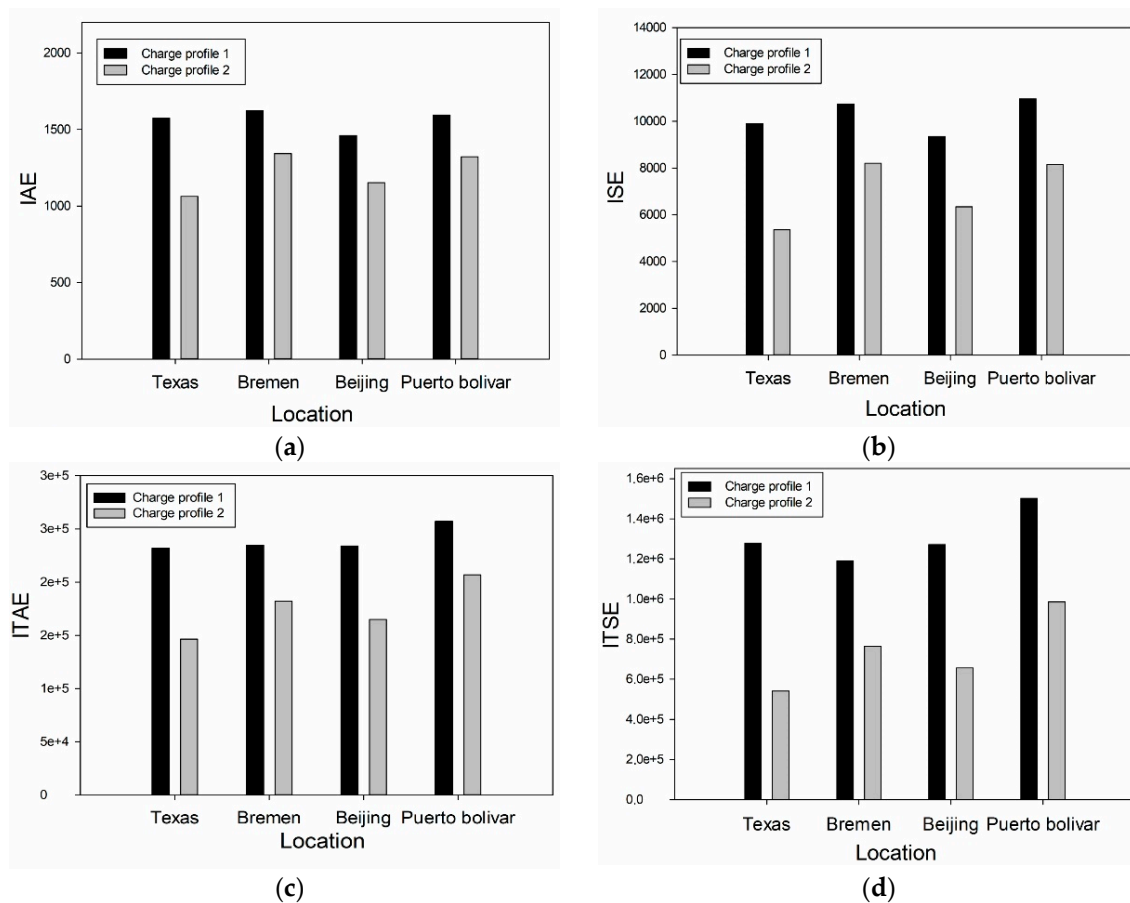 2000
1500
1000
500
0
IAE
Charge profile 1
Charge profile 2
Texas Bremen Beijing Puerto bolivar
Location
(a)
14000
12000
10000
8000
6000
4000
2000
0
ISE
Charge profile 1
Charge profile 2
Texas Bremen Beijing Puerto bolivar
Location
(b)
3e+5
3e+5
2e+5
2e+5
1e+5
5e+4
0
ITAE
Charge profile 1
Charge profile 2
Texas Bremen Beijing Puerto bolivar
Location
(c)
1.6e+6
1.4e+6
1.2e+6
1.0e+6
8.0e+5
6.0e+5
4.0e+5
2.0e+5
0.0
ITSE
Charge profile 1
Charge profile 2
Texas Bremen Beijing Puerto bolivar
Location
(d)